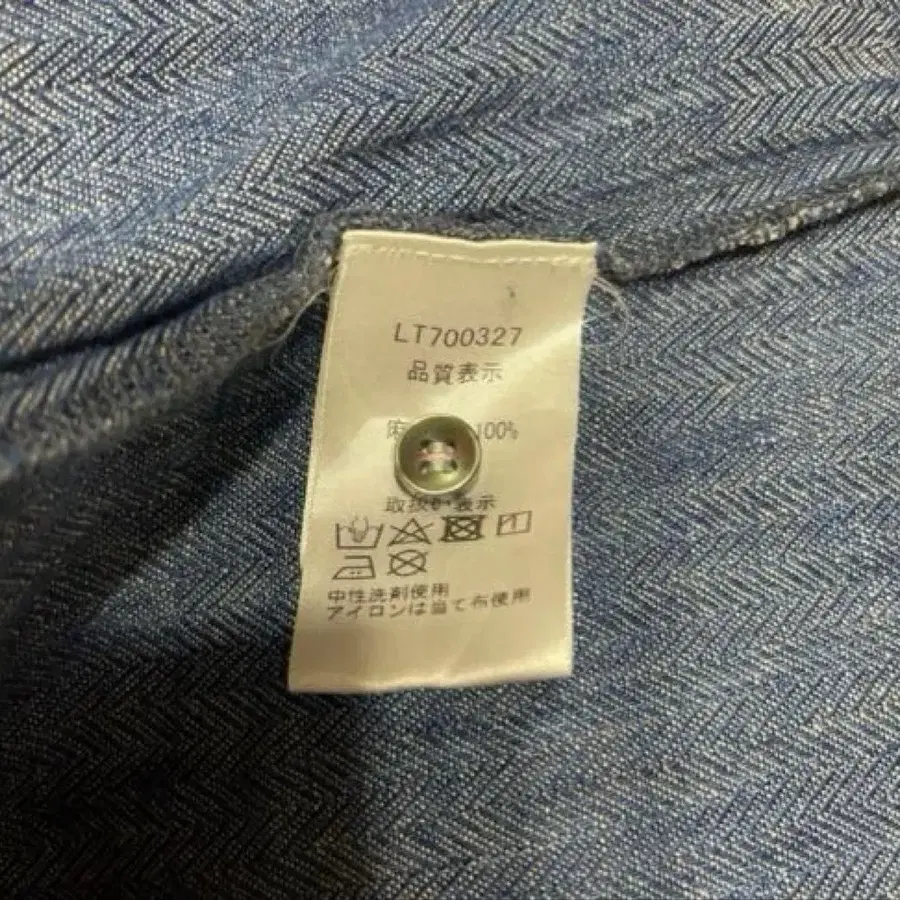 LT700327
品質表示
麻 100%
取扱い表示
中性洗剤使用
アイロンは当て布使用